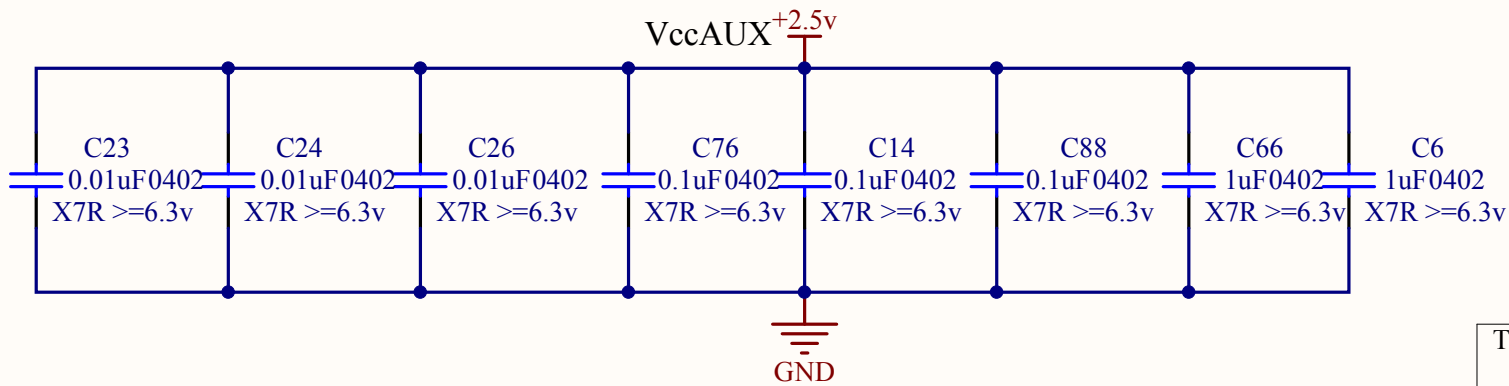 VccAUX +2.5v
C23
0.01uF0402
X7R >=6.3v
C24
0.01uF0402
X7R >=6.3v
C26
0.01uF0402
X7R >=6.3v
C76
0.1uF0402
X7R >=6.3v
C14
0.1uF0402
X7R >=6.3v
C88
0.1uF0402
X7R >=6.3v
C66
1uF0402
X7R >=6.3v
C6
1uF0402
X7R >=6.3v
GND
T